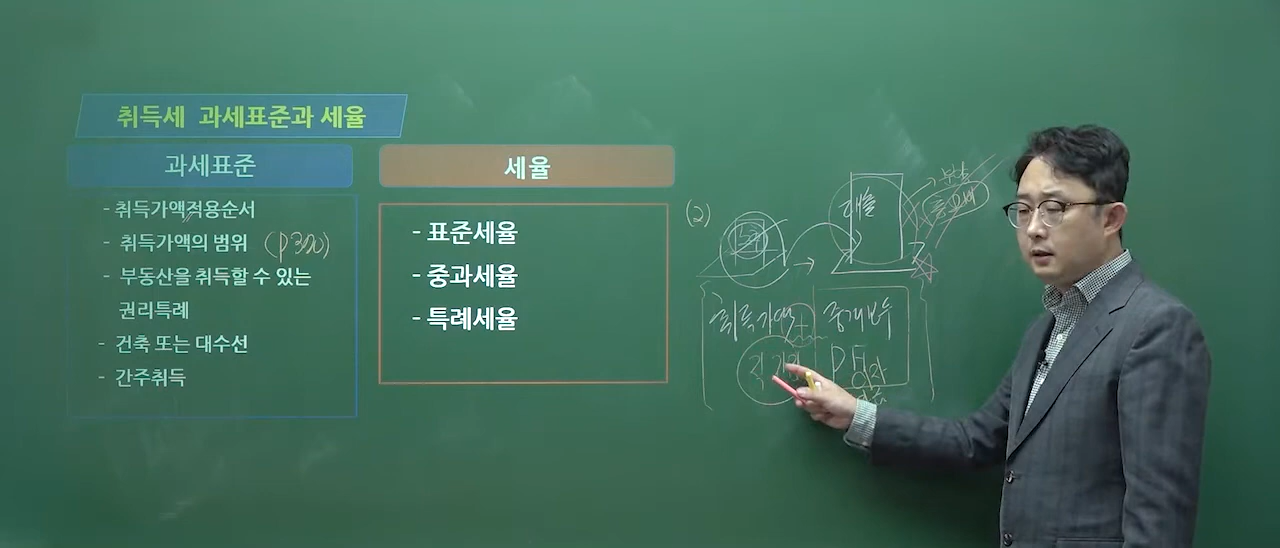 취득세 과세표준과 세율
과세표준
- 취득가액적용순서
- 취득가액의 범위 (p320)
- 부동산을 취득할 수 있는
권리특례
- 건축 또는 대수선
- 간주취득
세율
- 표준세율
- 중과세율
- 특례세율
(2)
취득가액 + 중개보수